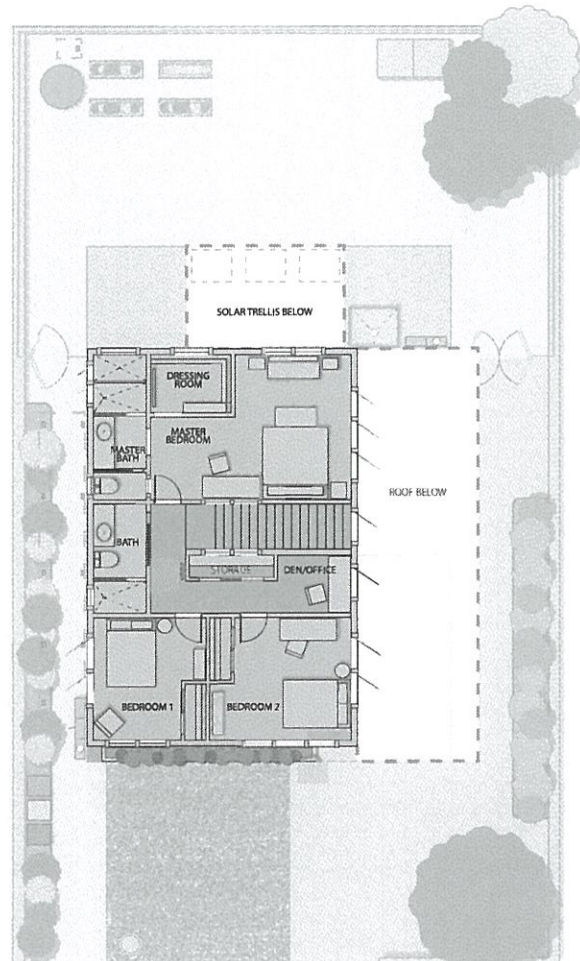 SOLAR TRELLIS BELOW
DRESSING
ROOM
MASTER
BEDROOM
MASTER
BATH
ROOF BELOW
BATH
STORAGE
DEN/OFFICE
BEDROOM 1
BEDROOM 2